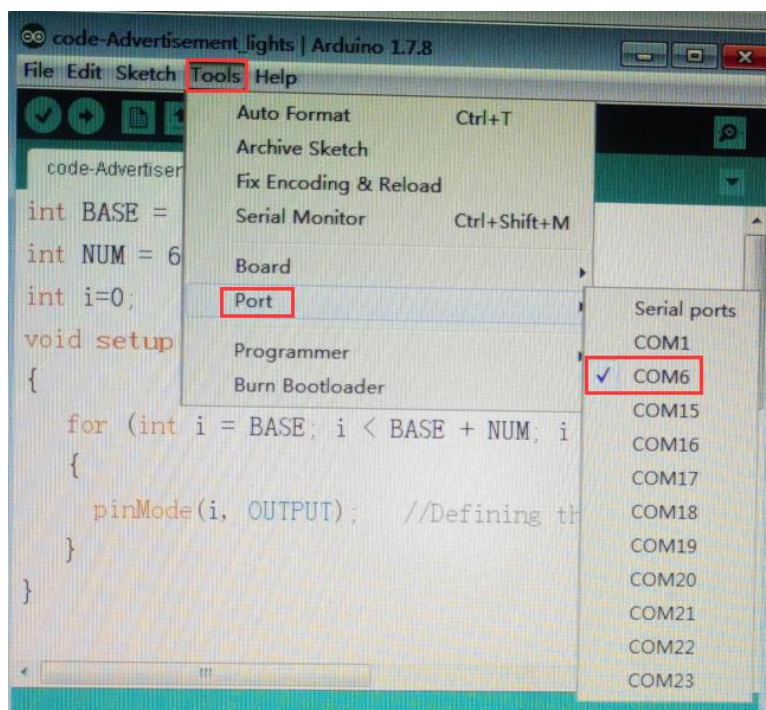 code-Advertisement_lights | Arduino 1.7.8
File Edit Sketch Tools Help
Auto Format Ctrl+T
Archive Sketch
Fix Encoding & Reload
Serial Monitor Ctrl+Shift+M
Board
Port
Programmer
Burn Bootloader
Serial ports
COM1
COM6
COM15
COM16
COM17
COM18
COM19
COM20
COM21
COM22
COM23
code-Advertisem
int BASE =
int NUM = 6
int i=0;
void setup
{
for (int i = BASE; i < BASE + NUM; i
{
pinMode(i, OUTPUT); //Defining th
}
}